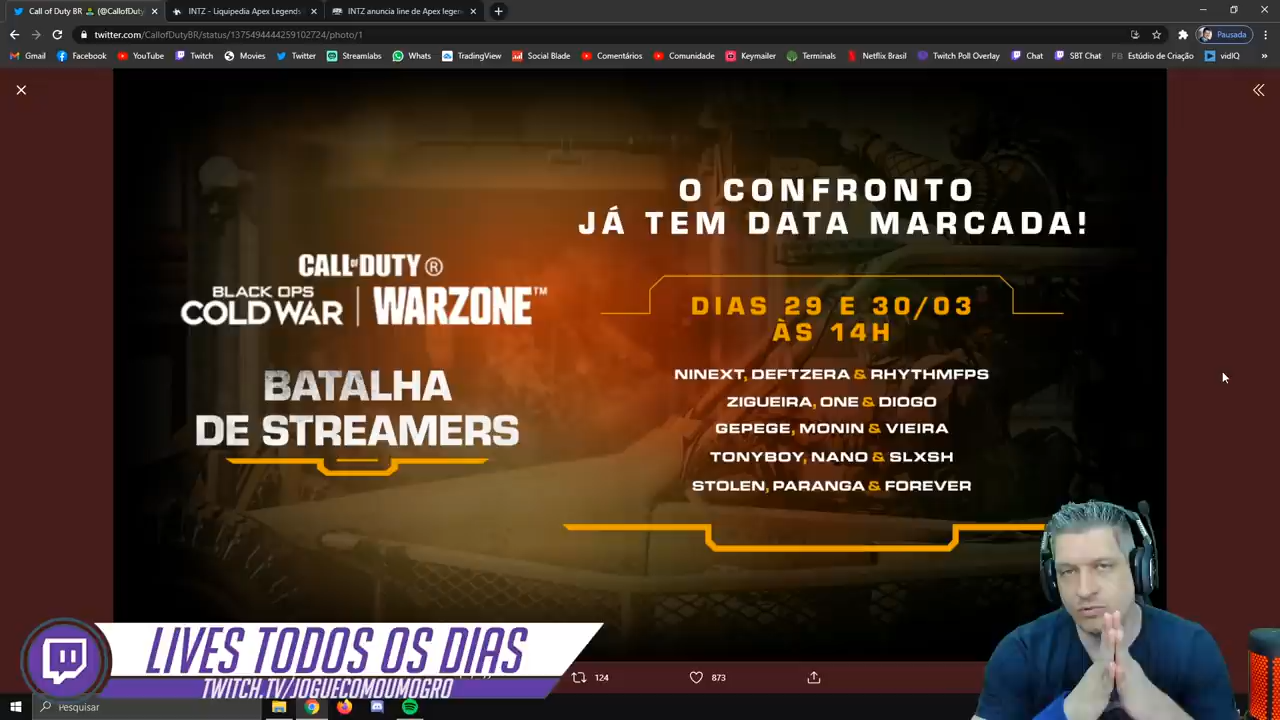 Call of Duty BR (@CallofDuty
INTZ - Liquipedia Apex Legends
INTZ anuncia line de Apex legen
twitter.com/CallofDutyBR/status/1375494444259102724/photo/1
Pausada
Gmail Facebook YouTube Twitch Movies Twitter Streamlabs Whats TradingView Social Blade Comentários Comunidade Keymailer Terminals Netflix Brasil Twitch Poll Overlay Chat SBT Chat Estúdio de Criação vidIQ
O CONFRONTO
JÁ TEM DATA MARCADA!
CALL OF DUTY®
BLACK OPS
COLD WAR | WARZONE™
BATALHA
DE STREAMERS
DIAS 29 E 30/03
ÀS 14H
NINEXT, DEFTZERA & RHYTHMFPS
ZIGUEIRA, ONE & DIOGO
GEPEGE, MONIN & VIEIRA
TONYBOY, NANO & SLXSH
STOLEN, PARANGA & FOREVER
LIVES TODOS OS DIAS
TWITCH.TV/JOGUECOMOUMOGRO
124
873
Pesquisar